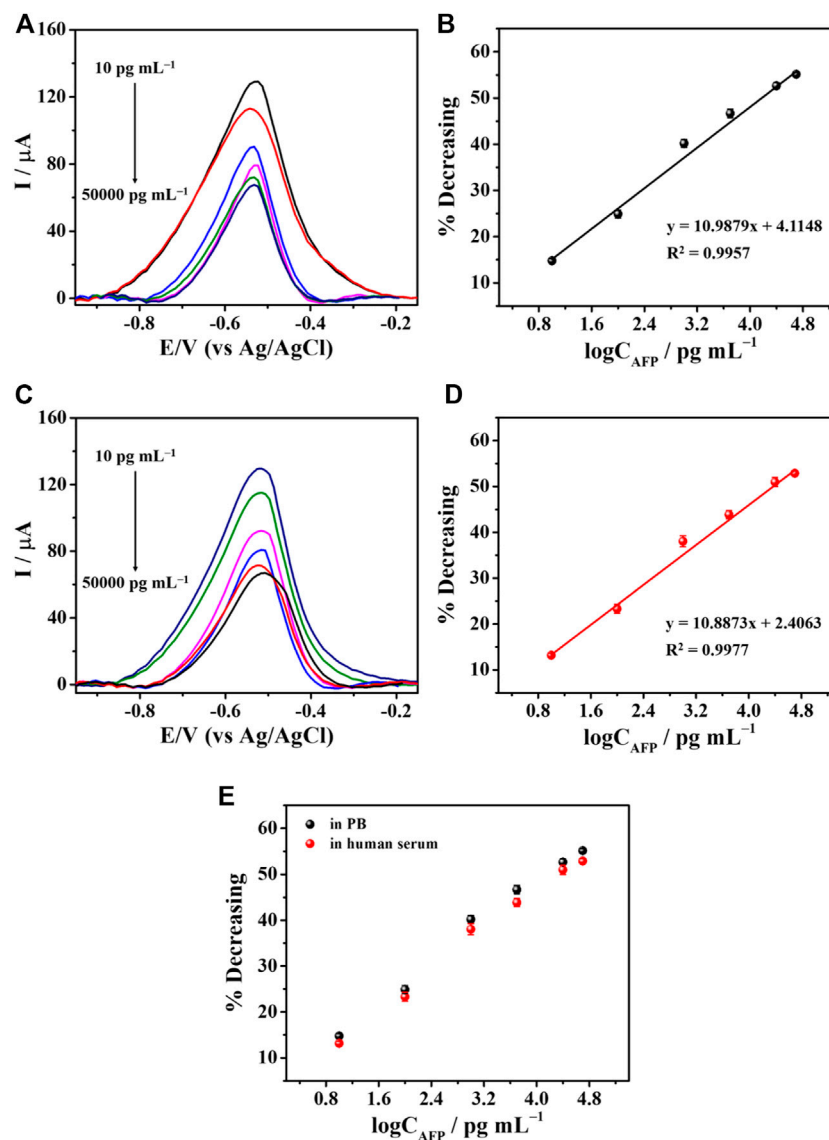 A
160
120
80
40
0
I / μA
10 pg mL⁻¹
50000 pg mL⁻¹
-0.8
-0.6
-0.4
-0.2
E/V (vs Ag/AgCl)
B
60
50
40
30
20
10
% Decreasing
y = 10.9879x + 4.1148
R² = 0.9957
0.8
1.6
2.4
3.2
4.0
4.8
logC_AFP / pg mL⁻¹
C
160
120
80
40
0
I / μA
10 pg mL⁻¹
50000 pg mL⁻¹
-0.8
-0.6
-0.4
-0.2
E/V (vs Ag/AgCl)
D
60
50
40
30
20
10
% Decreasing
y = 10.8873x + 2.4063
R² = 0.9977
0.8
1.6
2.4
3.2
4.0
4.8
logC_AFP / pg mL⁻¹
E
in PB
in human serum
60
50
40
30
20
10
% Decreasing
0.8
1.6
2.4
3.2
4.0
4.8
logC_AFP / pg mL⁻¹